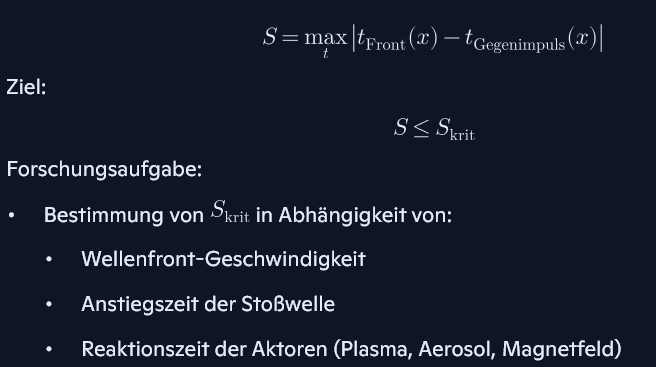 S = max_t |t_Front(x) − t_Gegenimpuls(x)|
Ziel:
S ≤ S_krit
Forschungsaufgabe:
• Bestimmung von S_krit in Abhängigkeit von:
• Wellenfront-Geschwindigkeit
• Anstiegszeit der Stoßwelle
• Reaktionszeit der Aktoren (Plasma, Aerosol, Magnetfeld)